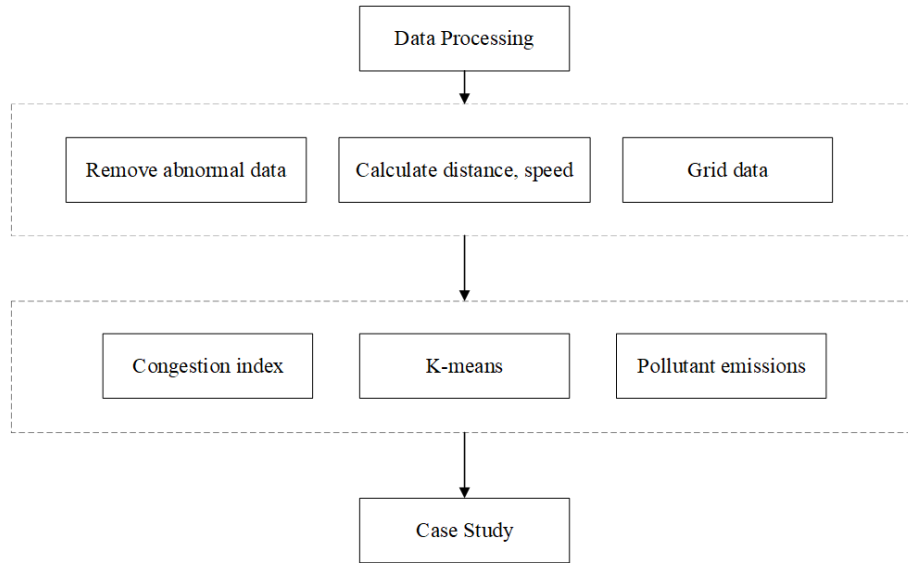 Data Processing
Remove abnormal data
Calculate distance, speed
Grid data
Congestion index
K-means
Pollutant emissions
Case Study